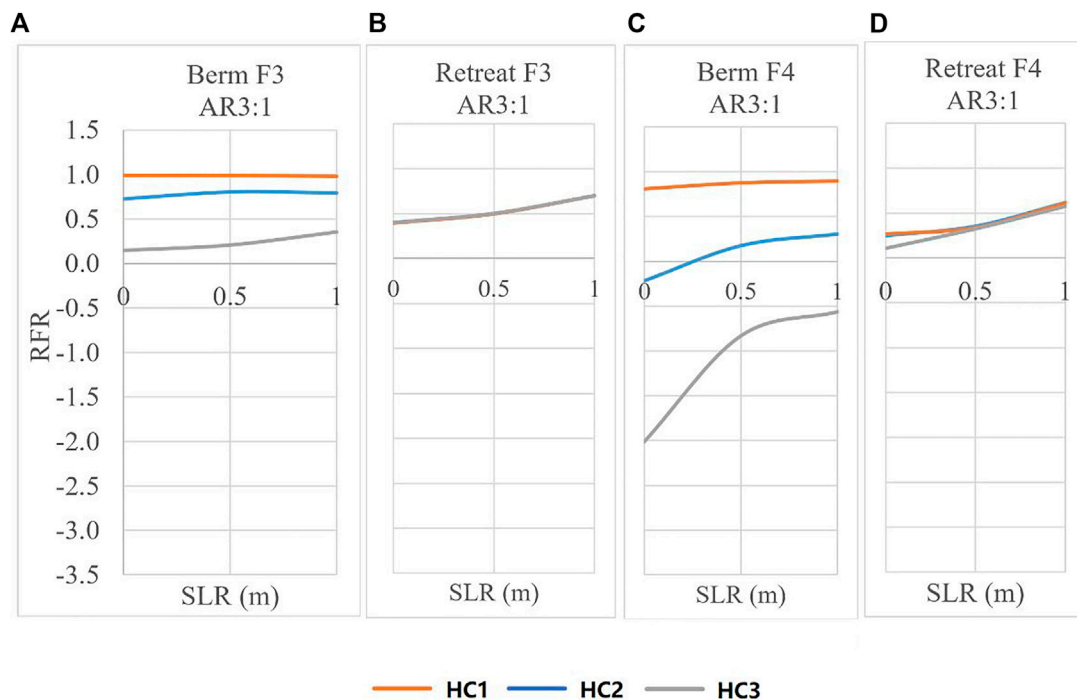 A
B
C
D
Berm F3
AR3:1
Retreat F3
AR3:1
Berm F4
AR3:1
Retreat F4
AR3:1
1.5
1.0
0.5
0.0
-0.5
-1.0
-1.5
-2.0
-2.5
-3.0
-3.5
RFR
0 0.5 1
0 0.5 1
0 0.5 1
0 0.5 1
SLR (m)
SLR (m)
SLR (m)
SLR (m)
HC1 HC2 HC3